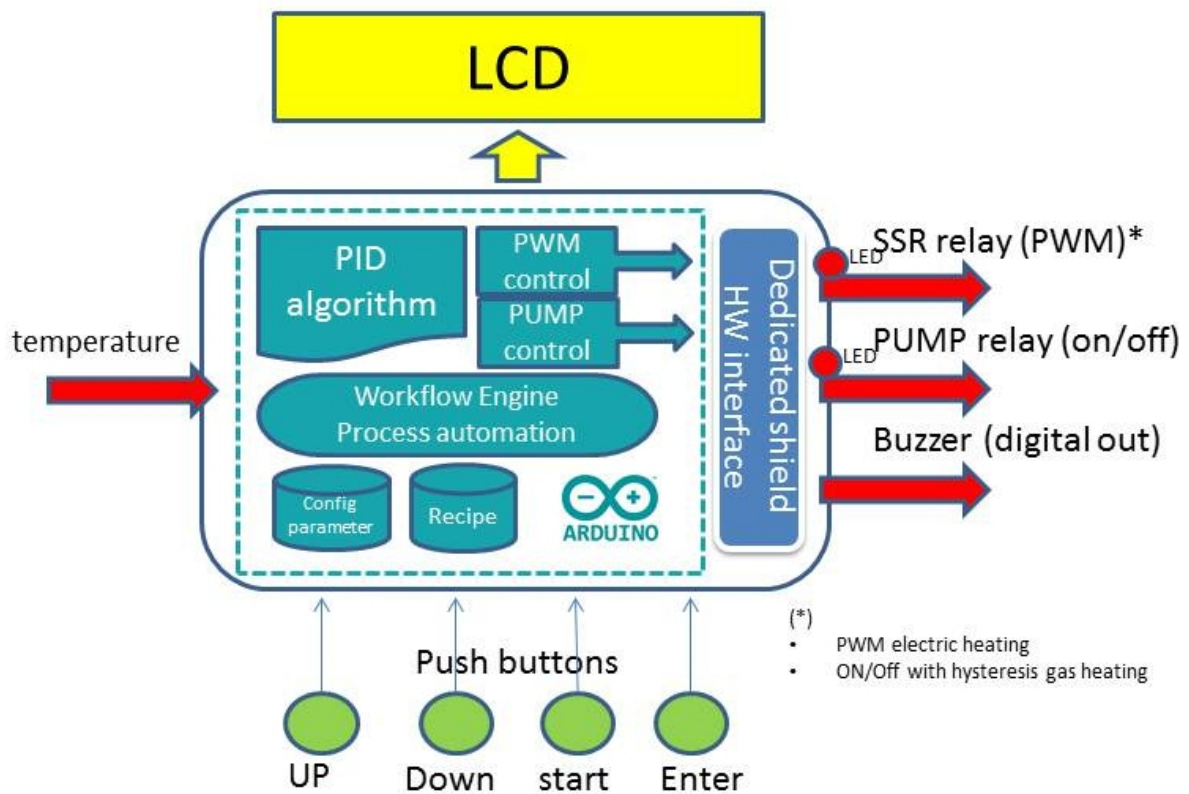 LCD
PID
algorithm
PWM
control
PUMP
control
Workflow Engine
Process automation
Config
parameter
Recipe
ARDUINO
Dedicated shield
HW interface
temperature
LED
SSR relay (PWM)*
LED
PUMP relay (on/off)
Buzzer (digital out)
(*)
• PWM electric heating
• ON/Off with hysteresis gas heating
Push buttons
UP
Down
start
Enter